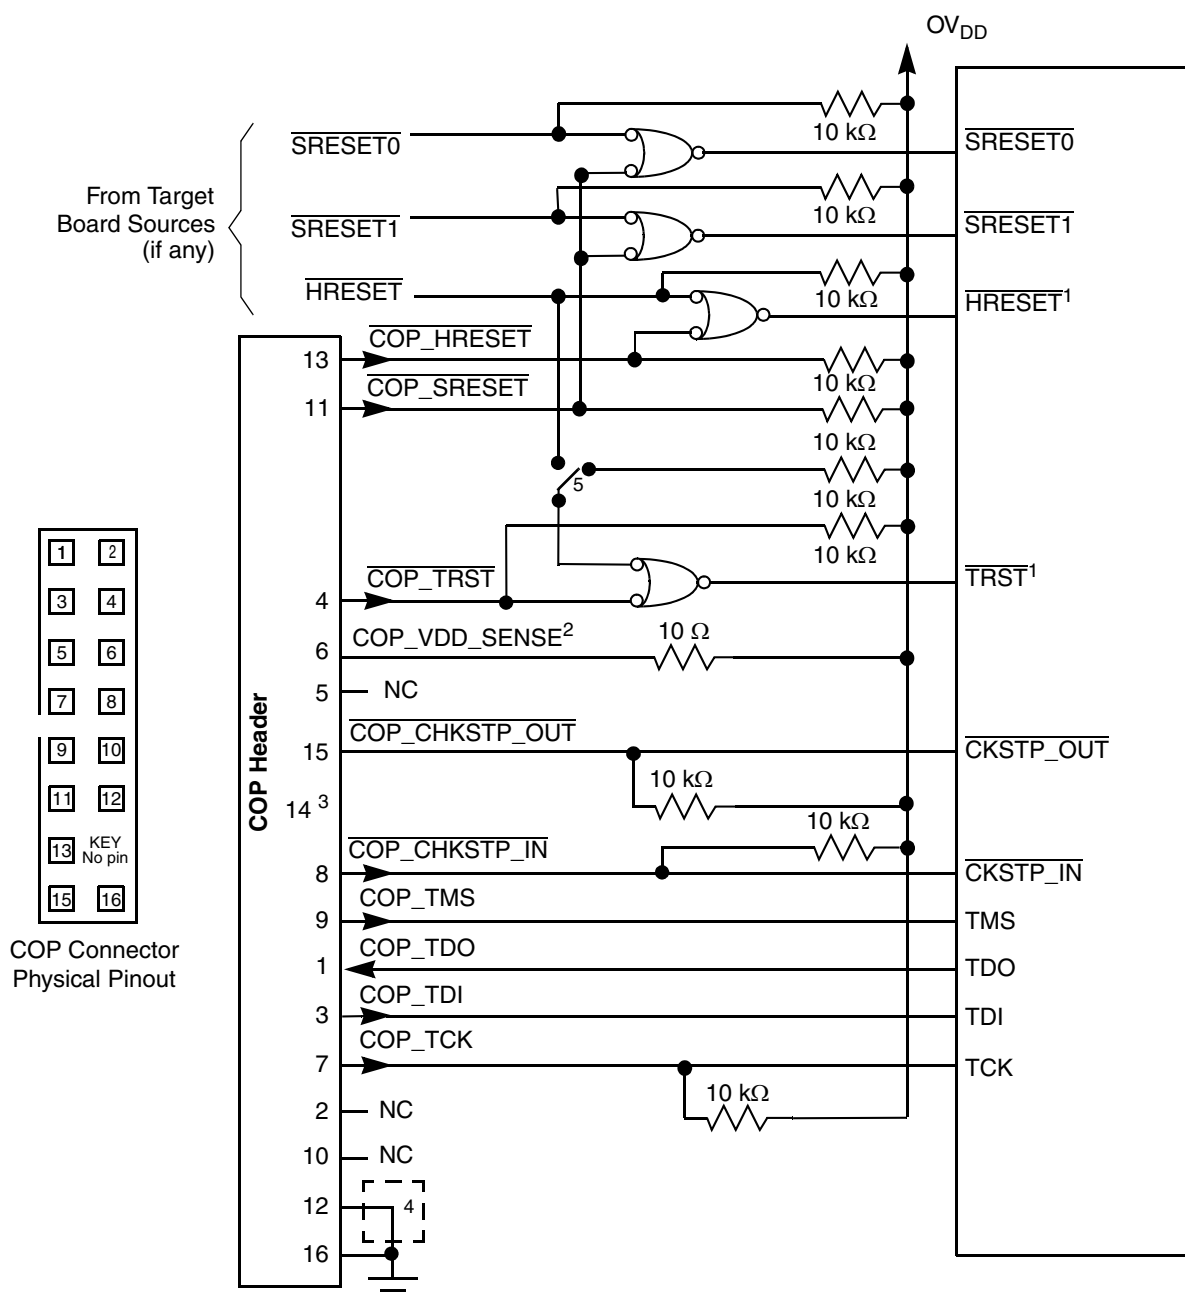 OVDD
10 kΩ
SRESET0
SRESET0
From Target
Board Sources
(if any)
10 kΩ
SRESET1
SRESET1
HRESET
10 kΩ
HRESET1
13
COP_HRESET
10 kΩ
11
COP_SRESET
10 kΩ
5
10 kΩ
10 kΩ
4
COP_TRST
TRST1
6
COP_VDD_SENSE2
10 Ω
5
NC
15
COP_CHKSTP_OUT
CKSTP_OUT
10 kΩ
14 3
10 kΩ
8
COP_CHKSTP_IN
CKSTP_IN
9
COP_TMS
TMS
1
COP_TDO
TDO
3
COP_TDI
TDI
7
COP_TCK
TCK
10 kΩ
2
NC
10
NC
12
4
16
COP Header
1 2
3 4
5 6
7 8
9 10
11 12
13 KEY
No pin
15 16
COP Connector
Physical Pinout